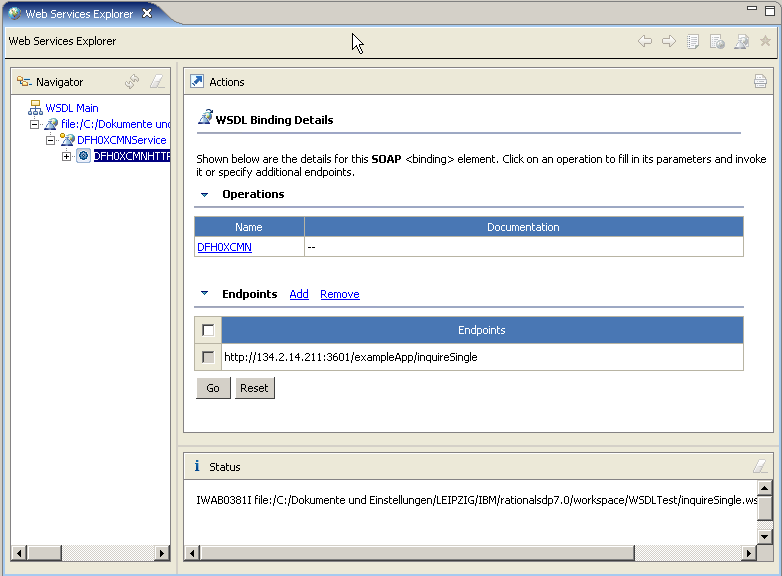 Web Services Explorer
Web Services Explorer
Navigator
WSDL Main
file:/C:/Dokumente und
DFH0XCMNService
DFH0XCMNHTTP
Actions
WSDL Binding Details
Shown below are the details for this SOAP <binding> element. Click on an operation to fill in its parameters and invoke
it or specify additional endpoints.
Operations
Name Documentation
DFH0XCMN --
Endpoints Add Remove
Endpoints
http://134.2.14.211:3601/exampleApp/inquireSingle
Go Reset
Status
IWAB0381I file:/C:/Dokumente und Einstellungen/LEIPZIG/IBM/rationalsdp7.0/workspace/WSDLTest/inquireSingle.ws